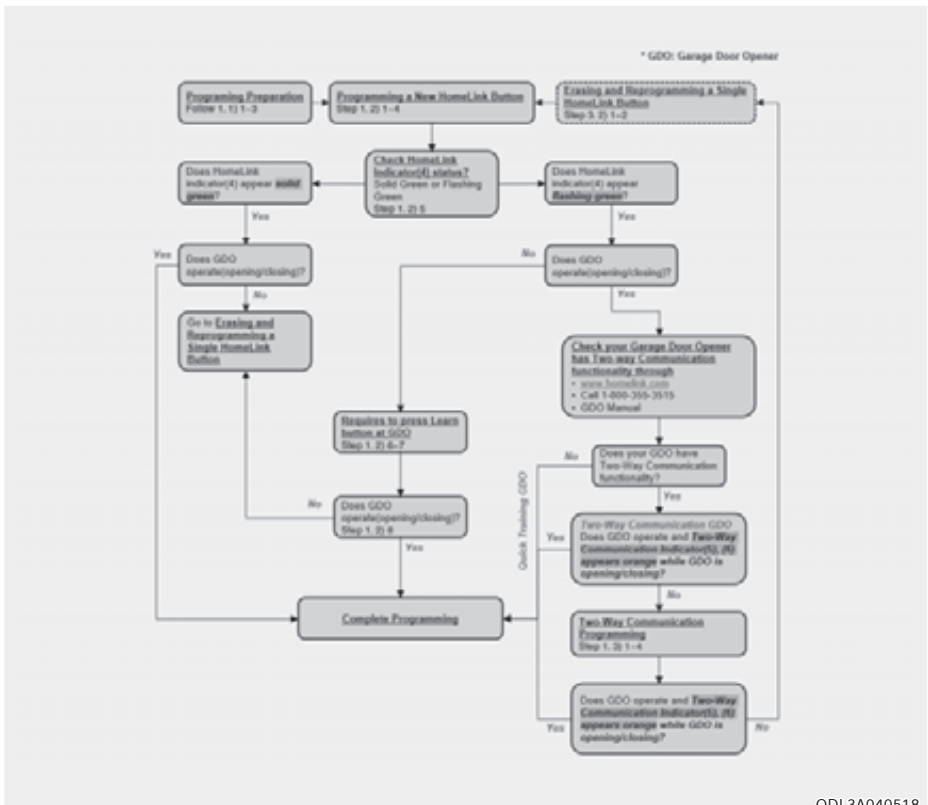 * GDO: Garage Door Opener
Programing Preparation
Follow 1. 1) 1~3
Programming a New HomeLink Button
Step 1. 2) 1~4
Erasing and Reprogramming a Single
HomeLink Button
Step 3. 2) 1~2
Check HomeLink
Indicator(4) status?
Solid Green or Flashing
Green
Step 1. 2) 5
Does HomeLink
indicator(4) appear solid
green?
Does HomeLink
indicator(4) appear
flashing green?
Yes
Yes
Yes
Does GDO
operate(opening/closing)?
No
Does GDO
operate(opening/closing)?
No
Yes
Go to Erasing and
Reprogramming a
Single HomeLink
Button
Check your Garage Door Opener
has Two way Communication
functionality through
• www.homelink.com
• Call 1-800-355-3515
• GDO Manual
Requires to press Learn
button at GDO
Step 1. 2) 6~7
No
Does your GDO have
Two-Way Communication
functionality?
Yes
Quick Training GDO
No
Does GDO
operate(opening/closing)?
Step 1. 2) 8
Yes
Yes
Two-Way Communication GDO
Does GDO operate and Two-Way
Communication Indicator(5), (6)
appears orange while GDO is
opening/closing?
No
Complete Programming
Two-Way Communication
Programming
Step 1. 3) 1~4
Yes
Does GDO operate and Two-Way
Communication Indicator(5), (6)
appears orange while GDO is
opening/closing?
No
ODL3A040518